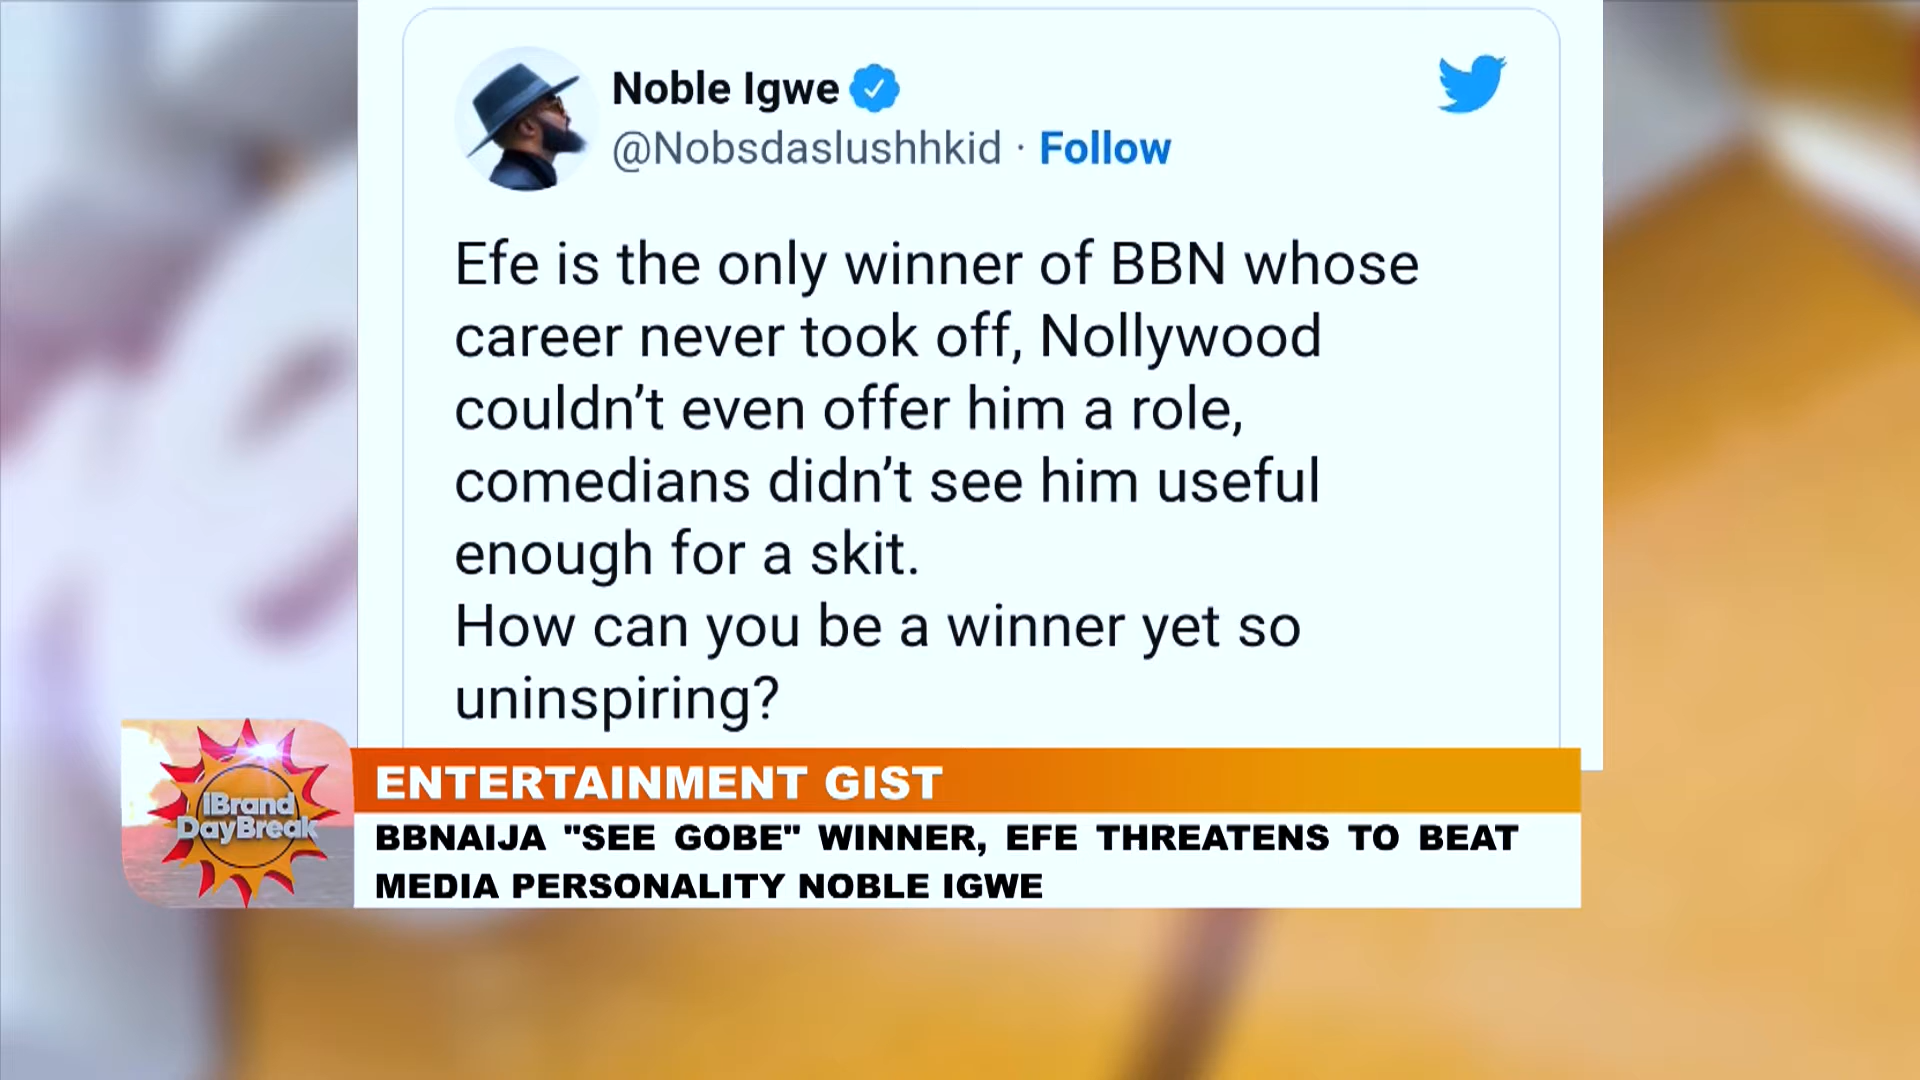 Noble Igwe
@Nobsdaslushhkid · Follow
Efe is the only winner of BBN whose
career never took off, Nollywood
couldn’t even offer him a role,
comedians didn’t see him useful
enough for a skit.
How can you be a winner yet so
uninspiring?
ENTERTAINMENT GIST
IBrand
DayBreak
BBNAIJA "SEE GOBE" WINNER, EFE THREATENS TO BEAT
MEDIA PERSONALITY NOBLE IGWE